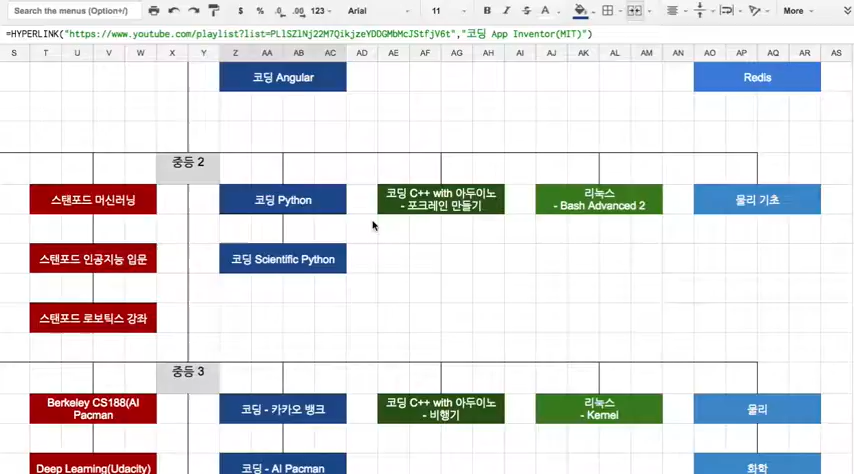 Search the menus (Option+/)
$ % .0 .00 123 Arial 11 B I S A More
=HYPERLINK("https://www.youtube.com/playlist?list=PLlSZlNj22M7QikjzeYDDGMbMcJStfjV6t","코딩 App Inventor(MIT)")
S T U V W X Y Z AA AB AC AD AE AF AG AH AI AJ AK AL AM AN AO AP AQ AR AS
코딩 Angular
Redis
중등 2
스탠포드 머신러닝
코딩 Python
코딩 C++ with 아두이노
- 포크레인 만들기
리눅스
- Bash Advanced 2
물리 기초
스탠포드 인공지능 입문
코딩 Scientific Python
스탠포드 로보틱스 강좌
중등 3
Berkeley CS188(AI
Pacman
코딩 - 카카오 뱅크
코딩 C++ with 아두이노
- 비행기
리눅스
- Kernel
물리
Deep Learning(Udacity)
코딩 - AI Pacman
화학